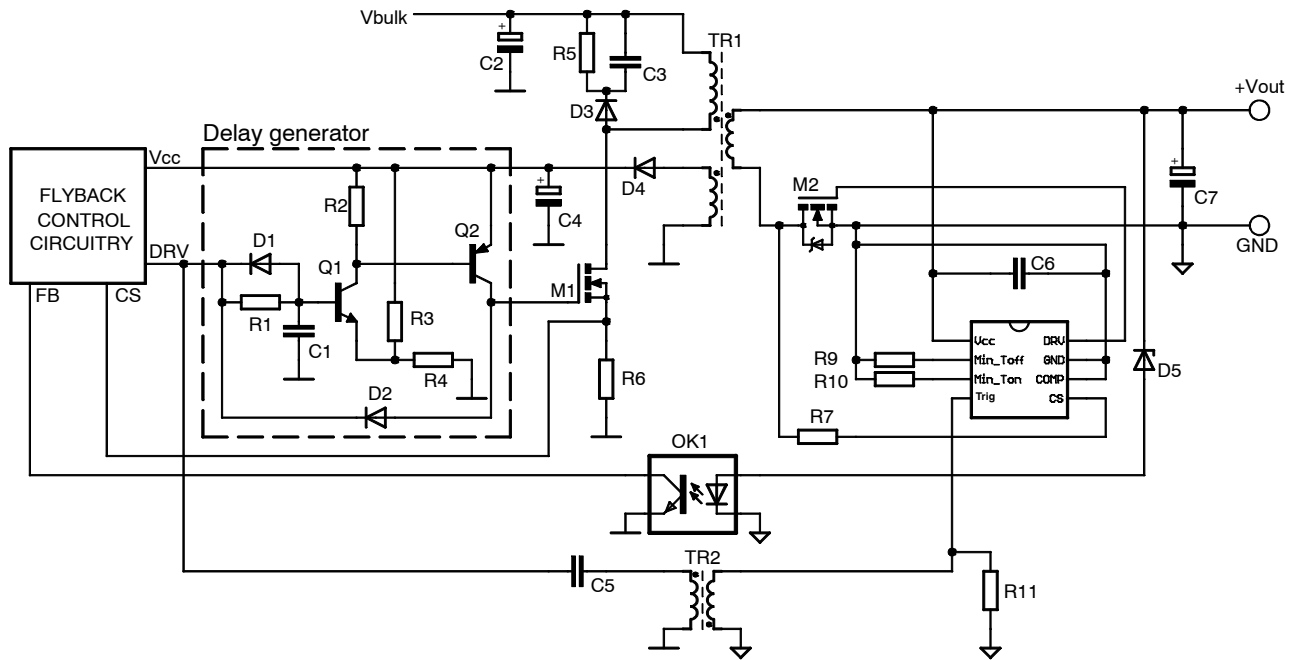 Vbulk
C2
R5
C3
TR1
D3
+Vout
Delay generator
Vcc
FLYBACK
CONTROL
CIRCUITRY
DRV
FB
CS
R2
D1
Q1
Q2
R1
C1
R3
R4
D2
D4
C4
M1
R6
M2
C7
GND
C6
Vcc
DRV
Min_Toff
GND
Min_Ton
COMP
Trig
CS
R9
R10
R7
D5
OK1
TR2
C5
R11